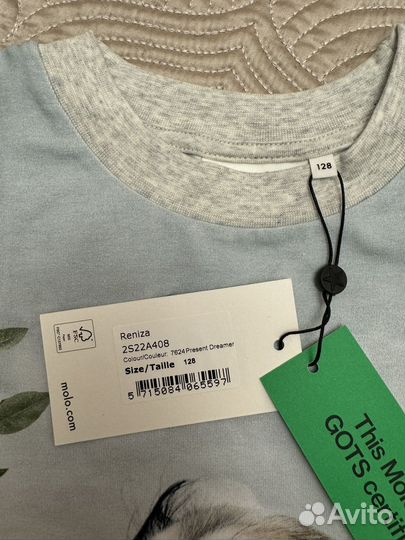 128
Reniza
2S22A408
Colour/Couleur: 7624 Present Dreamer
Size/Taille 128
5 715084 065597
molo.com
FSC
This Mo
GOTS certi
Avito